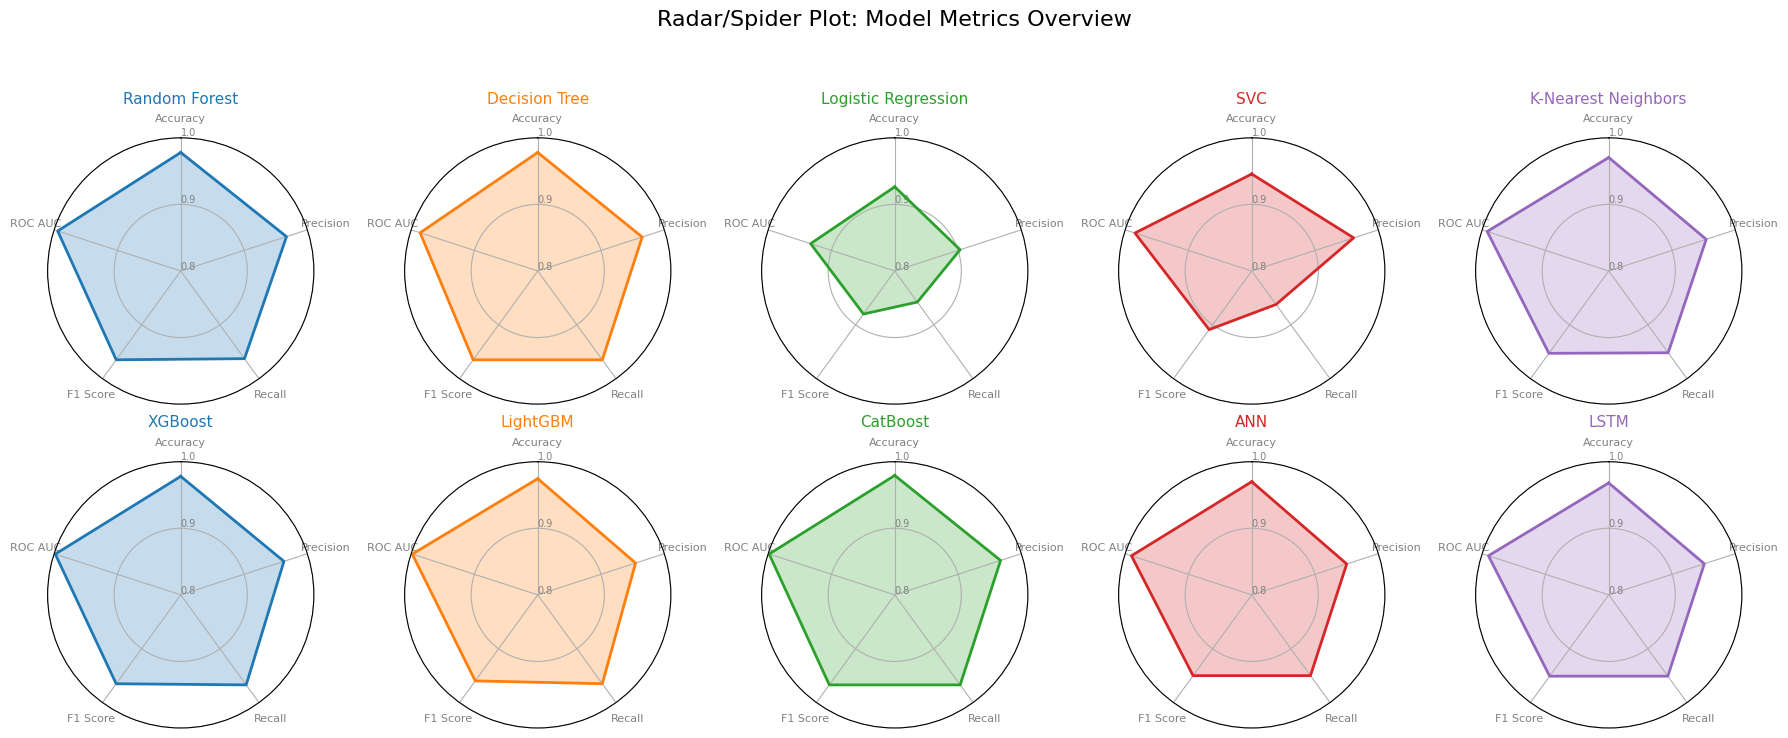 Radar/Spider Plot: Model Metrics Overview
Random Forest
Accuracy
1.0
0.9
0.8
ROC AUC
Precision
F1 Score
Recall
Decision Tree
Accuracy
1.0
0.9
0.8
ROC AUC
Precision
F1 Score
Recall
Logistic Regression
Accuracy
1.0
0.9
0.8
ROC AUC
Precision
F1 Score
Recall
SVC
Accuracy
1.0
0.9
0.8
ROC AUC
Precision
F1 Score
Recall
K-Nearest Neighbors
Accuracy
1.0
0.9
0.8
ROC AUC
Precision
F1 Score
Recall
XGBoost
Accuracy
1.0
0.9
0.8
ROC AUC
Precision
F1 Score
Recall
LightGBM
Accuracy
1.0
0.9
0.8
ROC AUC
Precision
F1 Score
Recall
CatBoost
Accuracy
1.0
0.9
0.8
ROC AUC
Precision
F1 Score
Recall
ANN
Accuracy
1.0
0.9
0.8
ROC AUC
Precision
F1 Score
Recall
LSTM
Accuracy
1.0
0.9
0.8
ROC AUC
Precision
F1 Score
Recall